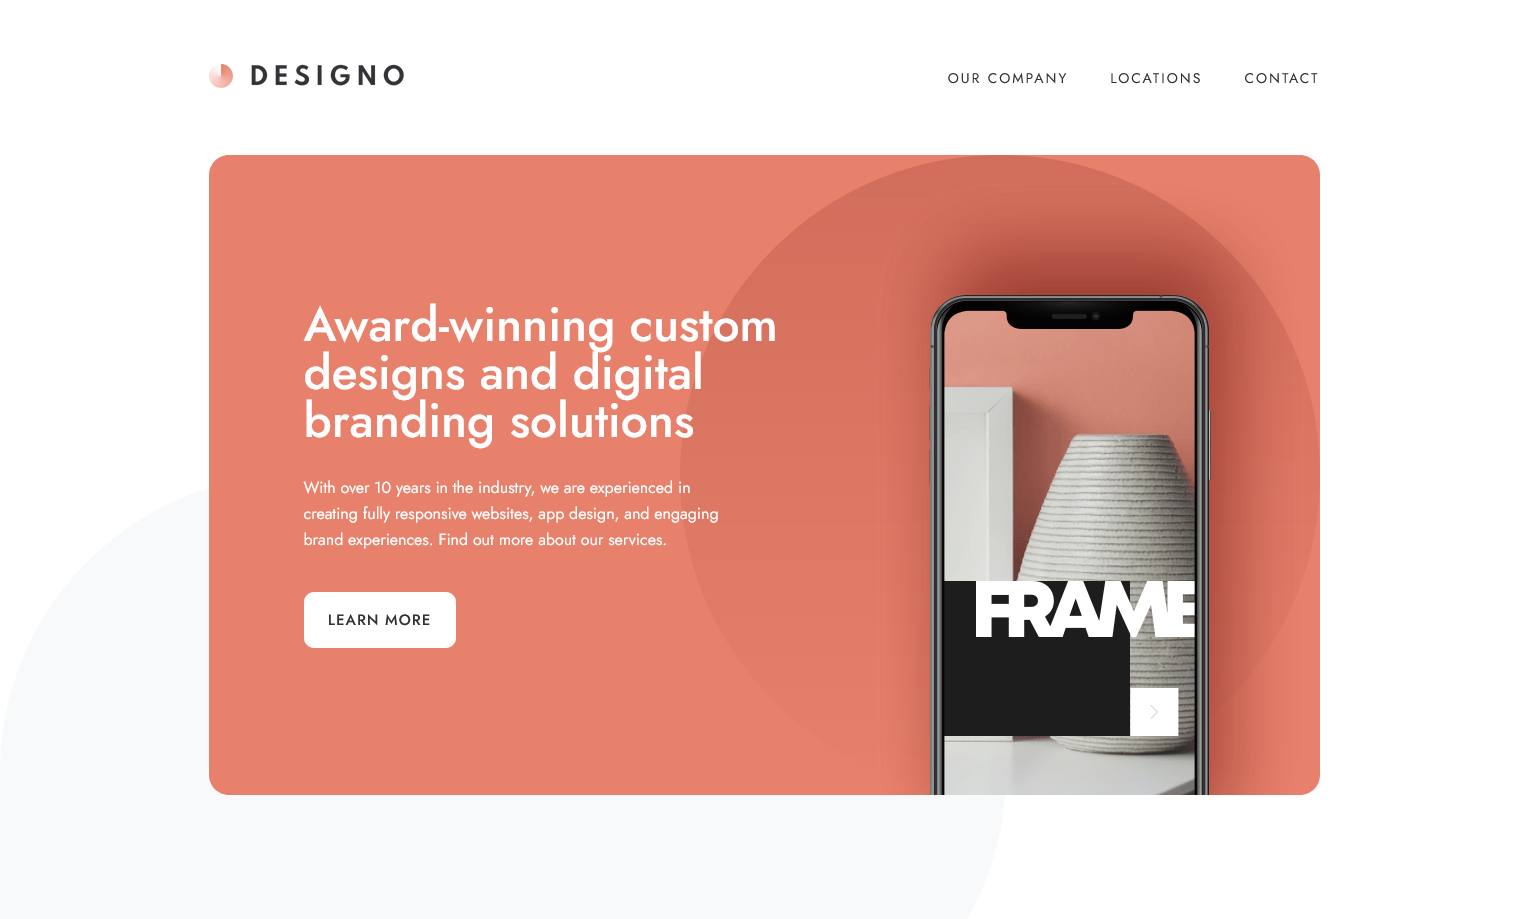 DESIGNO
OUR COMPANY LOCATIONS CONTACT
Award-winning custom
designs and digital
branding solutions
With over 10 years in the industry, we are experienced in
creating fully responsive websites, app design, and engaging
brand experiences. Find out more about our services.
LEARN MORE
FRAME